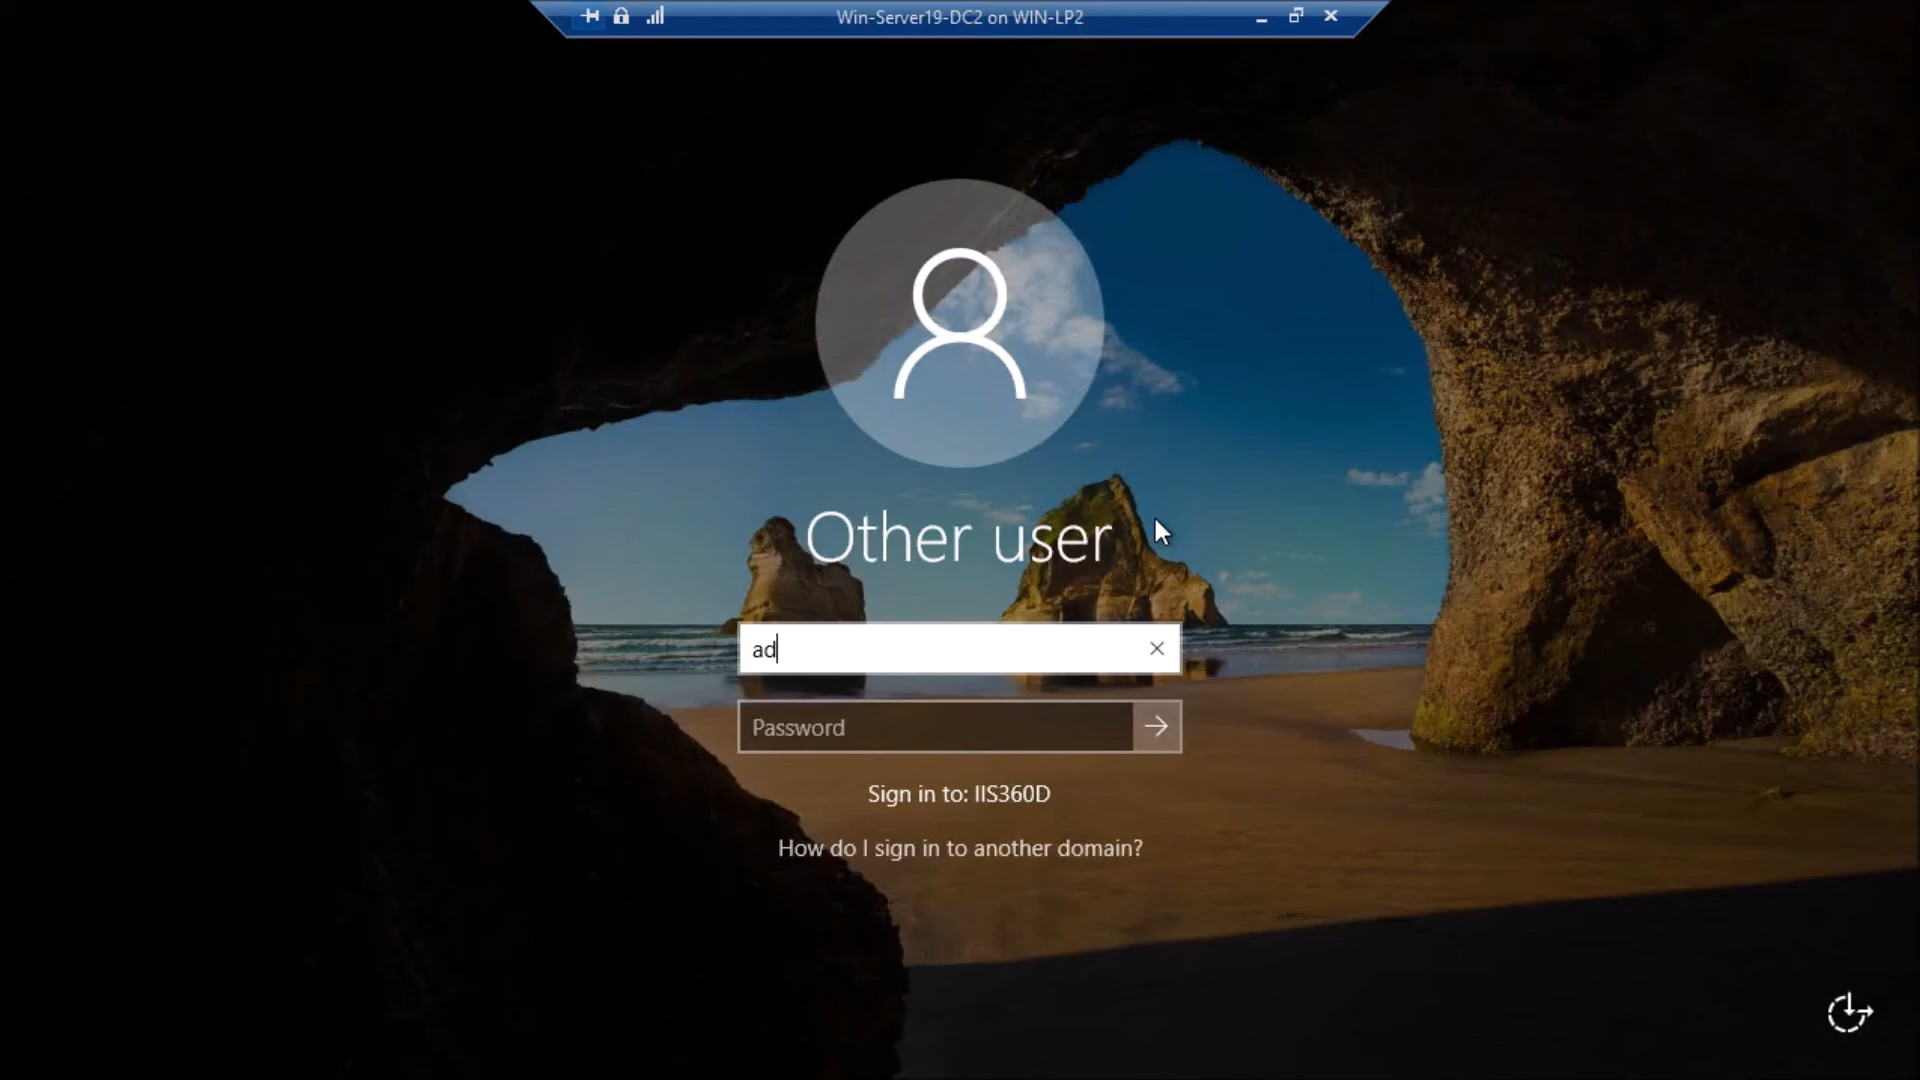 Win-Server19-DC2 on WIN-LP2
Other user
ad
Password
Sign in to: IIS360D
How do I sign in to another domain?